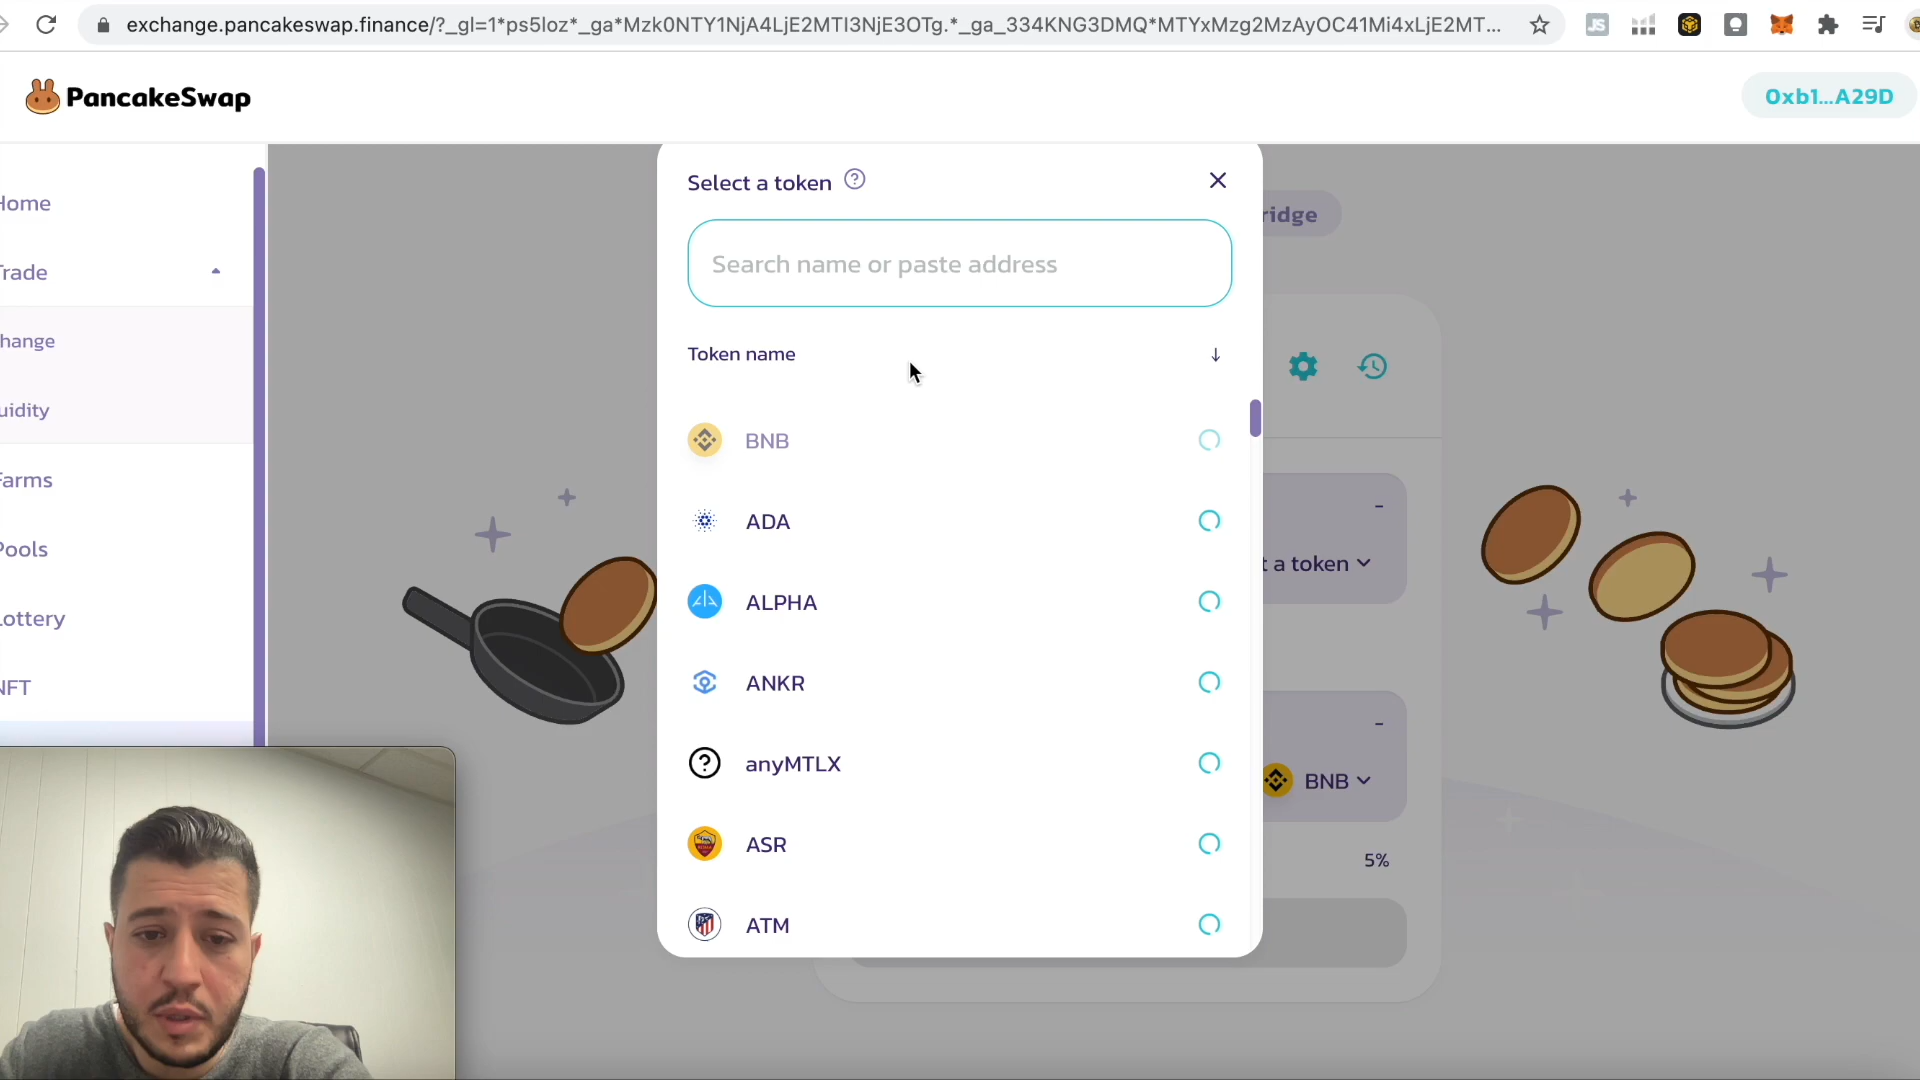 exchange.pancakeswap.finance/?_gl=1*ps5loz*_ga*Mzk0NTY1NjA4LjE2MTI3NjE3OTg.*_ga_334KNG3DMQ*MTYxMzg2MzAyOC41Mi4xLjE2MT...
JS
PancakeSwap
0xb1...A29D
Home
Trade
hange
uidity
Farms
Pools
Lottery
NFT
Select a token
Search name or paste address
Token name
BNB
ADA
ALPHA
ANKR
anyMTLX
ASR
ATM
ridge
-
t a token
-
BNB
5%